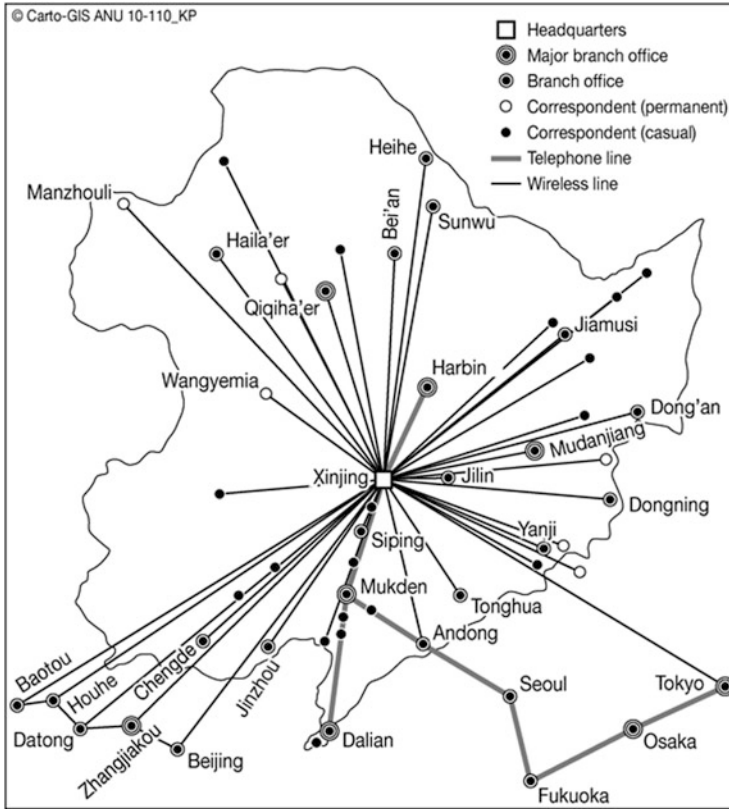 © Carto-GIS ANU 10-110_KP
Headquarters
Major branch office
Branch office
Correspondent (permanent)
Correspondent (casual)
Telephone line
Wireless line
Heihe
Manzhouli
Bei'an
Sunwu
Haila'er
Qiqiha'er
Jiamusi
Harbin
Wangyemia
Dong'an
Mudanjiang
Xinjing
Jilin
Dongning
Yanji
Siping
Mukden
Tonghua
Andong
Baotou
Houhe
Chengde
Jinzhou
Seoul
Tokyo
Datong
Zhangjiakou
Beijing
Dalian
Osaka
Fukuoka